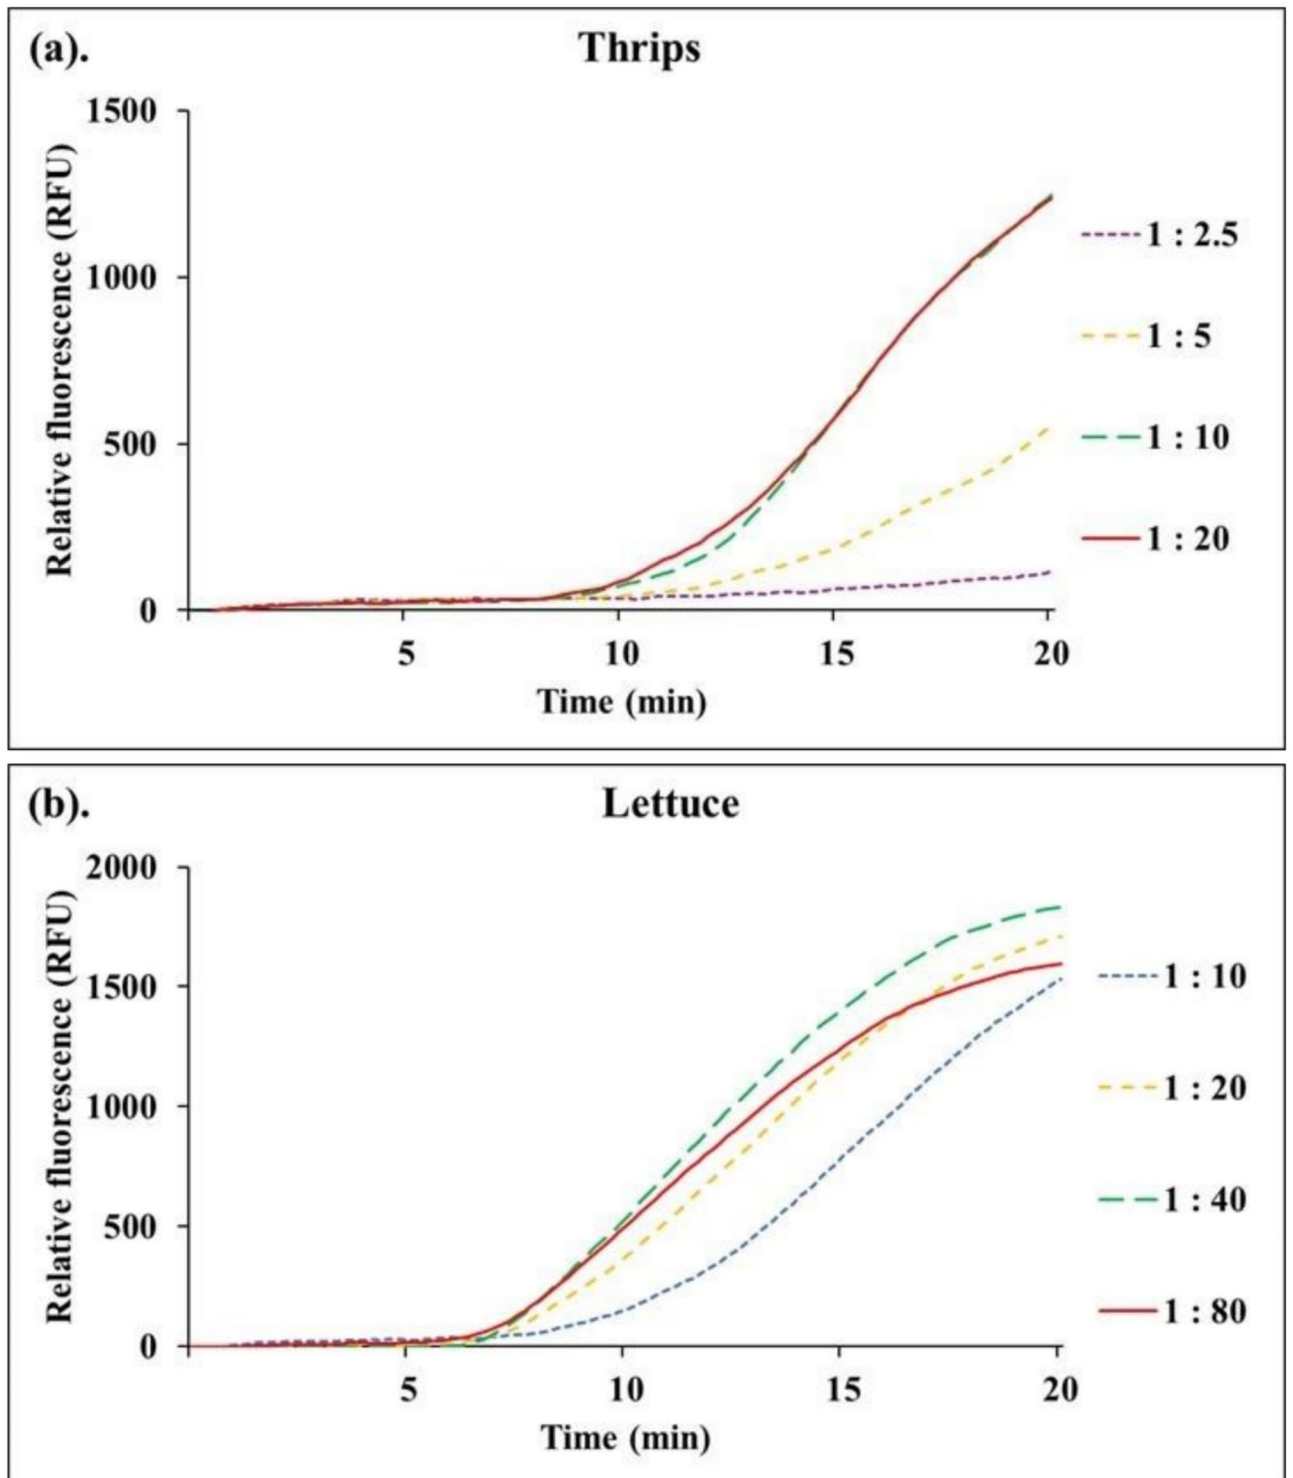 (a).
Thrips
1500
1000
500
0
Relative fluorescence (RFU)
5 10 15 20
Time (min)
1 : 2.5
1 : 5
1 : 10
1 : 20
(b).
Lettuce
2000
1500
1000
500
0
Relative fluorescence (RFU)
5 10 15 20
Time (min)
1 : 10
1 : 20
1 : 40
1 : 80